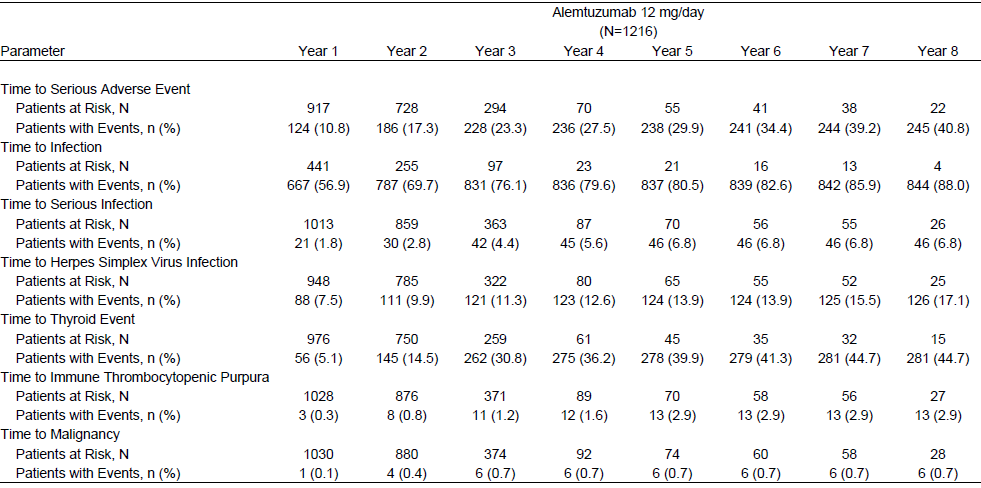 Alemtuzumab 12 mg/day
(N=1216)
Parameter Year 1 Year 2 Year 3 Year 4 Year 5 Year 6 Year 7 Year 8
Time to Serious Adverse Event
Patients at Risk, N 917 728 294 70 55 41 38 22
Patients with Events, n (%) 124 (10.8) 186 (17.3) 228 (23.3) 236 (27.5) 238 (29.9) 241 (34.4) 244 (39.2) 245 (40.8)
Time to Infection
Patients at Risk, N 441 255 97 23 21 16 13 4
Patients with Events, n (%) 667 (56.9) 787 (69.7) 831 (76.1) 836 (79.6) 837 (80.5) 839 (82.6) 842 (85.9) 844 (88.0)
Time to Serious Infection
Patients at Risk, N 1013 859 363 87 70 56 55 26
Patients with Events, n (%) 21 (1.8) 30 (2.8) 42 (4.4) 45 (5.6) 46 (6.8) 46 (6.8) 46 (6.8) 46 (6.8)
Time to Herpes Simplex Virus Infection
Patients at Risk, N 948 785 322 80 65 55 52 25
Patients with Events, n (%) 88 (7.5) 111 (9.9) 121 (11.3) 123 (12.6) 124 (13.9) 124 (13.9) 125 (15.5) 126 (17.1)
Time to Thyroid Event
Patients at Risk, N 976 750 259 61 45 35 32 15
Patients with Events, n (%) 56 (5.1) 145 (14.5) 262 (30.8) 275 (36.2) 278 (39.9) 279 (41.3) 281 (44.7) 281 (44.7)
Time to Immune Thrombocytopenic Purpura
Patients at Risk, N 1028 876 371 89 70 58 56 27
Patients with Events, n (%) 3 (0.3) 8 (0.8) 11 (1.2) 12 (1.6) 13 (2.9) 13 (2.9) 13 (2.9) 13 (2.9)
Time to Malignancy
Patients at Risk, N 1030 880 374 92 74 60 58 28
Patients with Events, n (%) 1 (0.1) 4 (0.4) 6 (0.7) 6 (0.7) 6 (0.7) 6 (0.7) 6 (0.7) 6 (0.7)